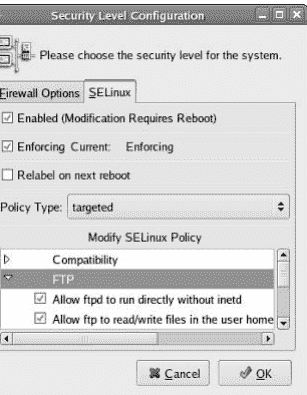 Security Level Configuration
Please choose the security level for the system.
Firewall Options SELinux
Enabled (Modification Requires Reboot)
Enforcing Current: Enforcing
Relabel on next reboot
Policy Type: targeted
Modify SELinux Policy
Compatibility
FTP
Allow ftpd to run directly without inetd
Allow ftp to read/write files in the user home
Cancel OK